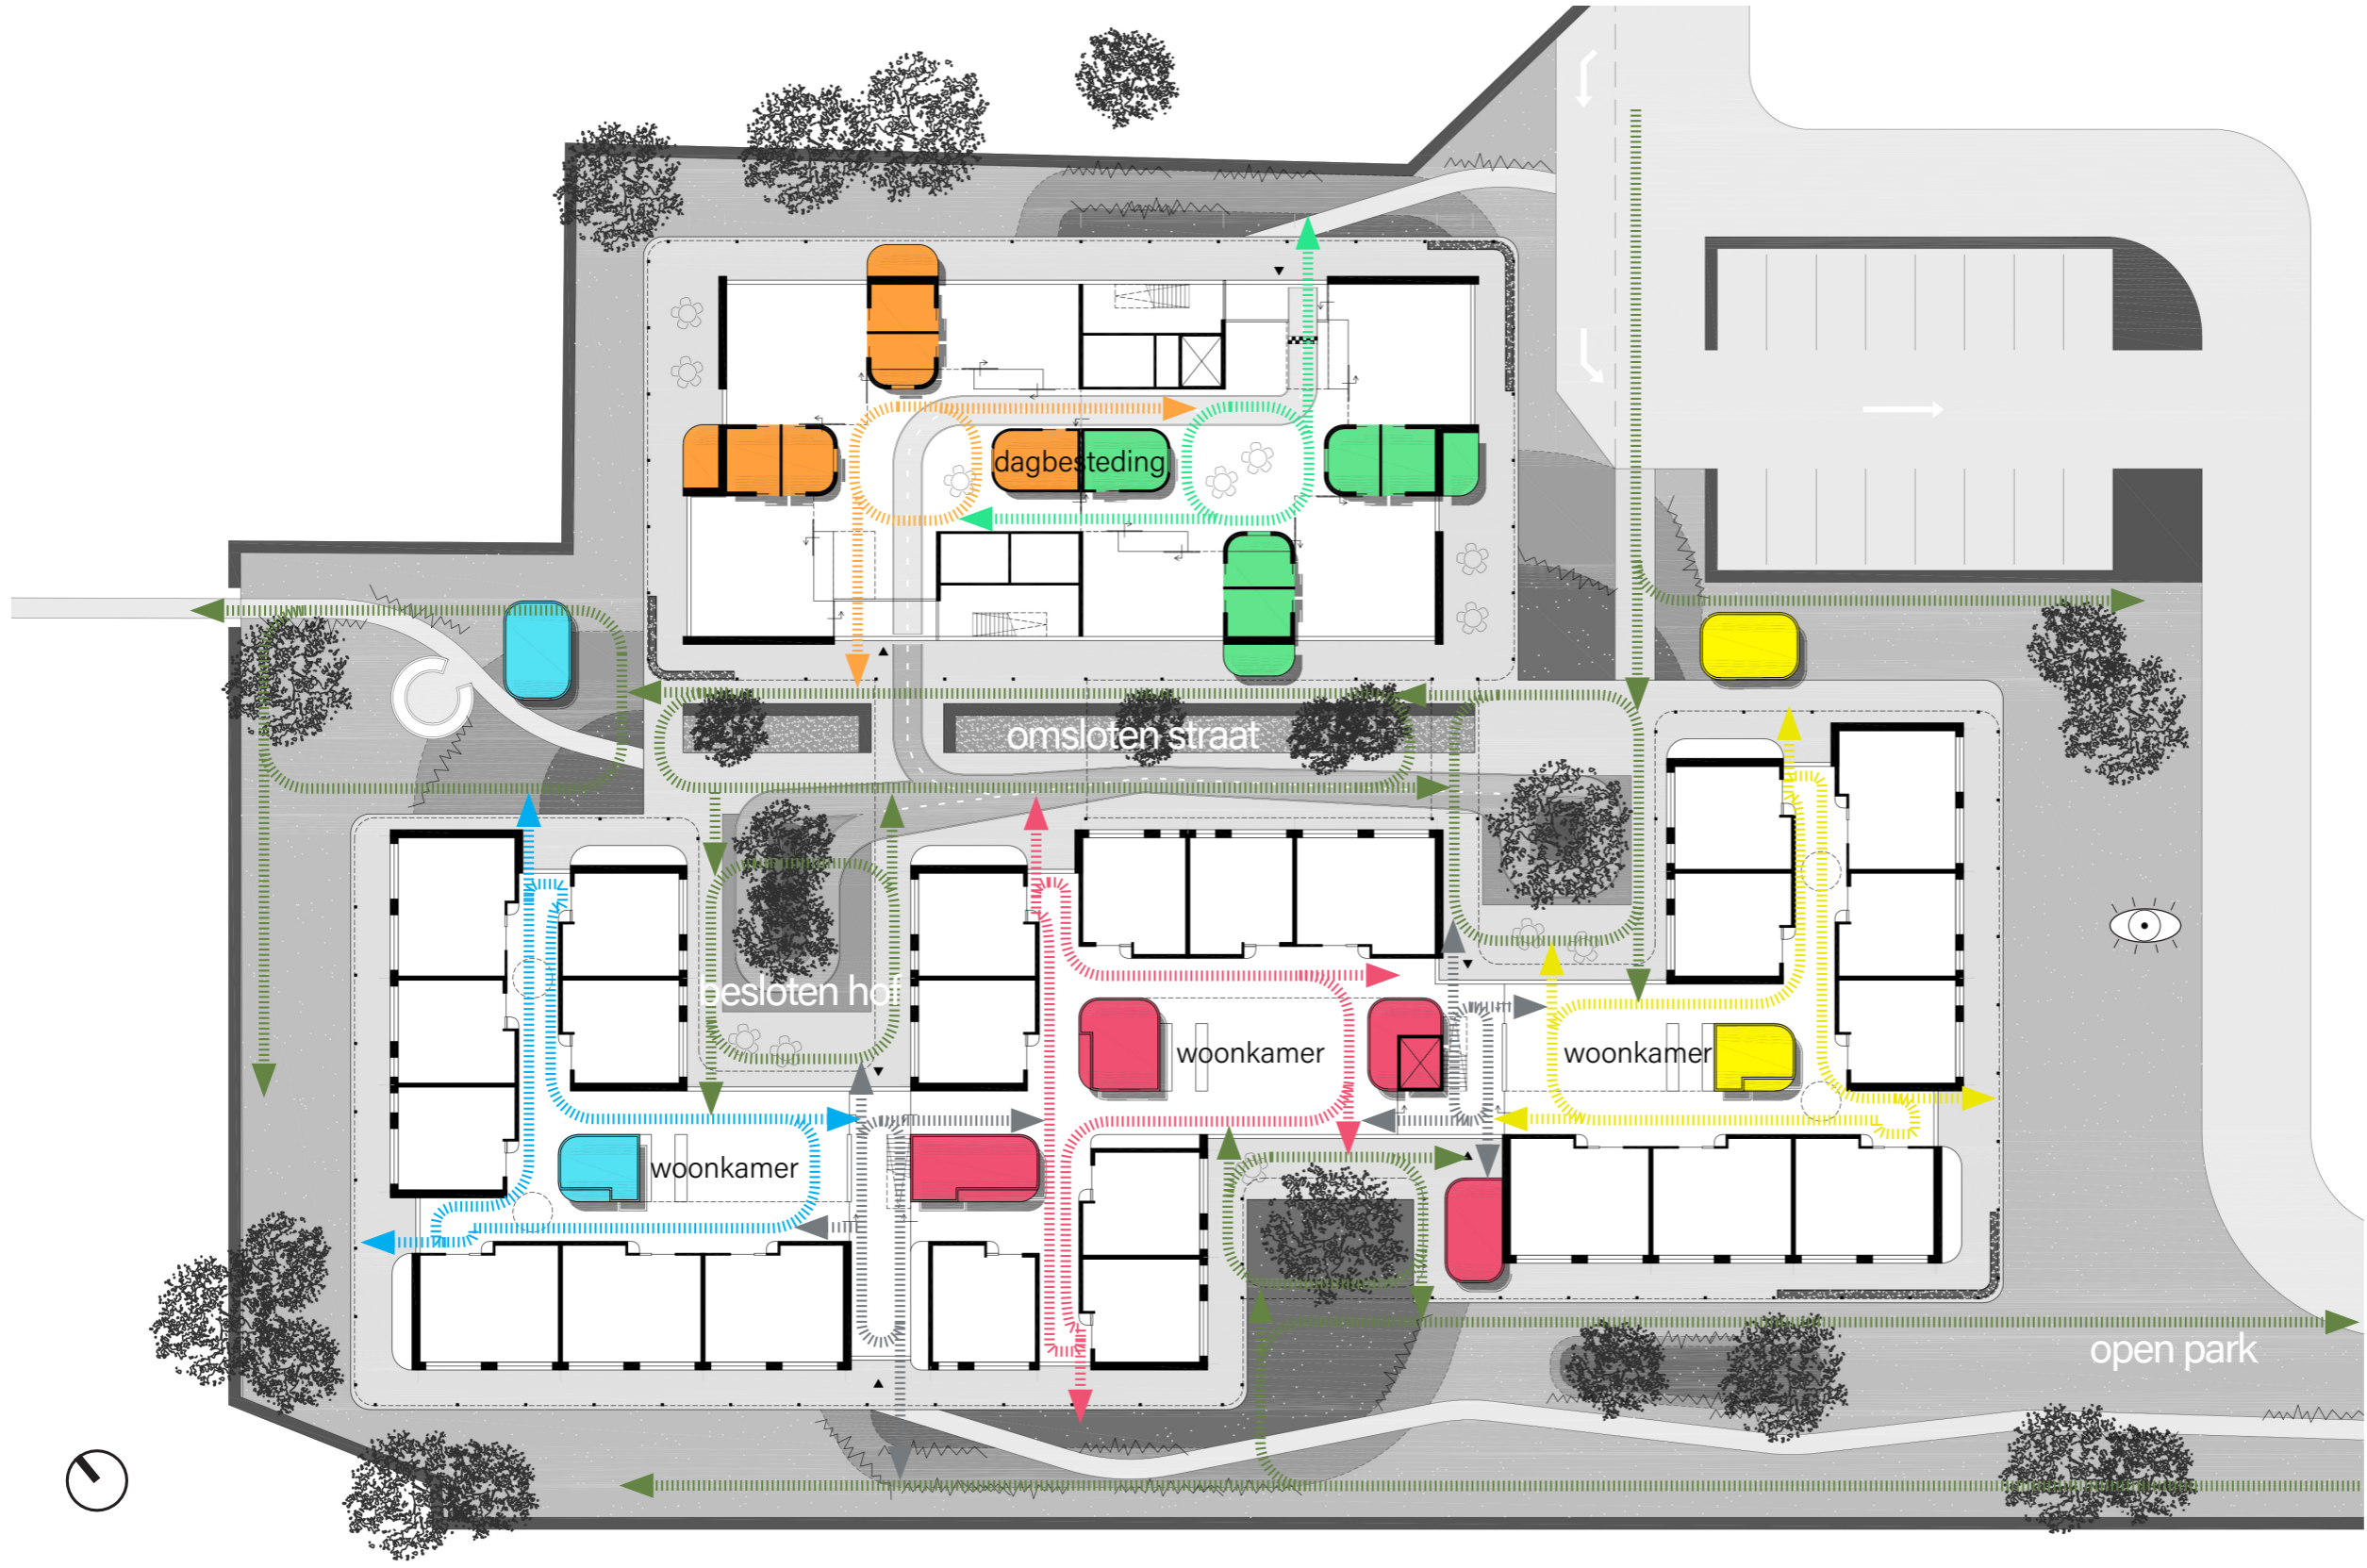 dagbesteding
omsloten straat
besloten hof
woonkamer
woonkamer
woonkamer
open park